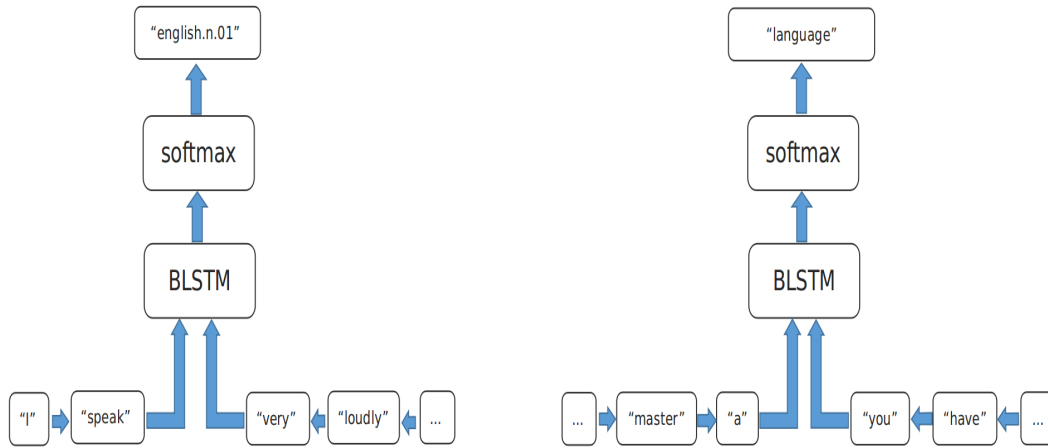 “english.n.01”
softmax
BLSTM
“I”
“speak”
“very”
“loudly”
...
“language”
softmax
BLSTM
...
“master”
“a”
“you”
“have”
...